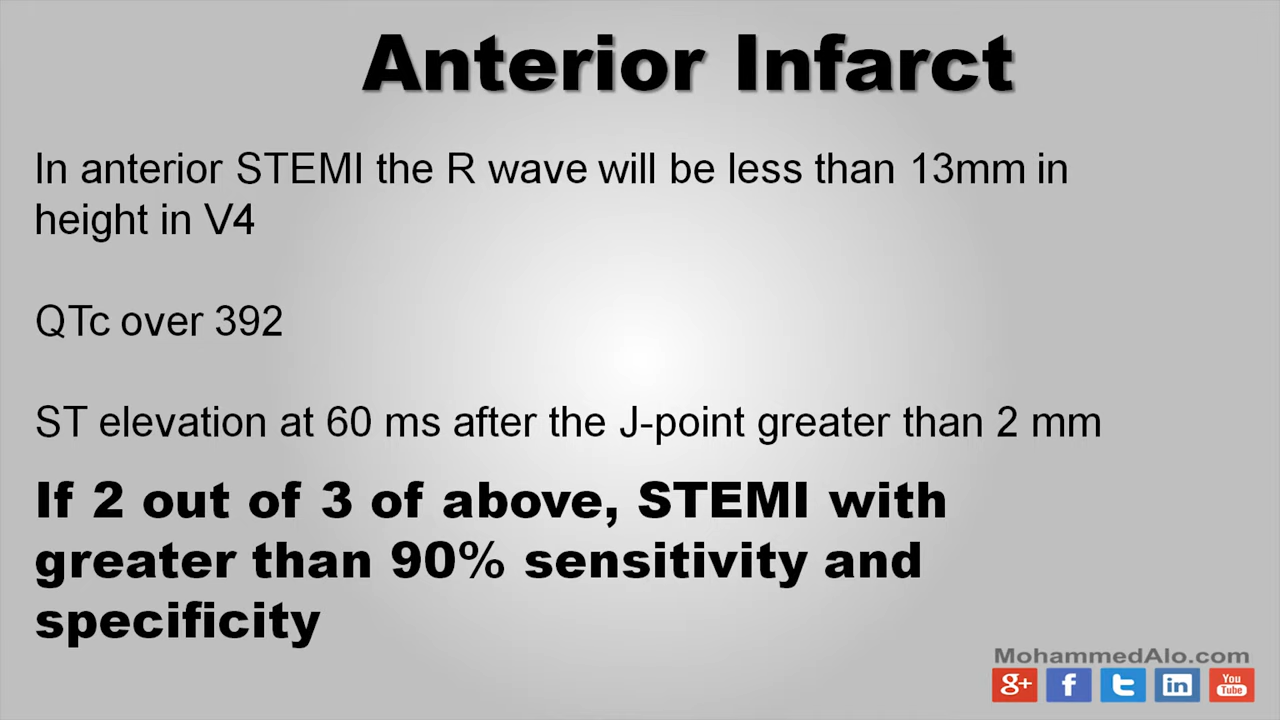 Anterior Infarct
In anterior STEMI the R wave will be less than 13mm in
height in V4
QTc over 392
ST elevation at 60 ms after the J-point greater than 2 mm
If 2 out of 3 of above, STEMI with
greater than 90% sensitivity and
specificity
MohammedAlo.com
g+ f t in You Tube